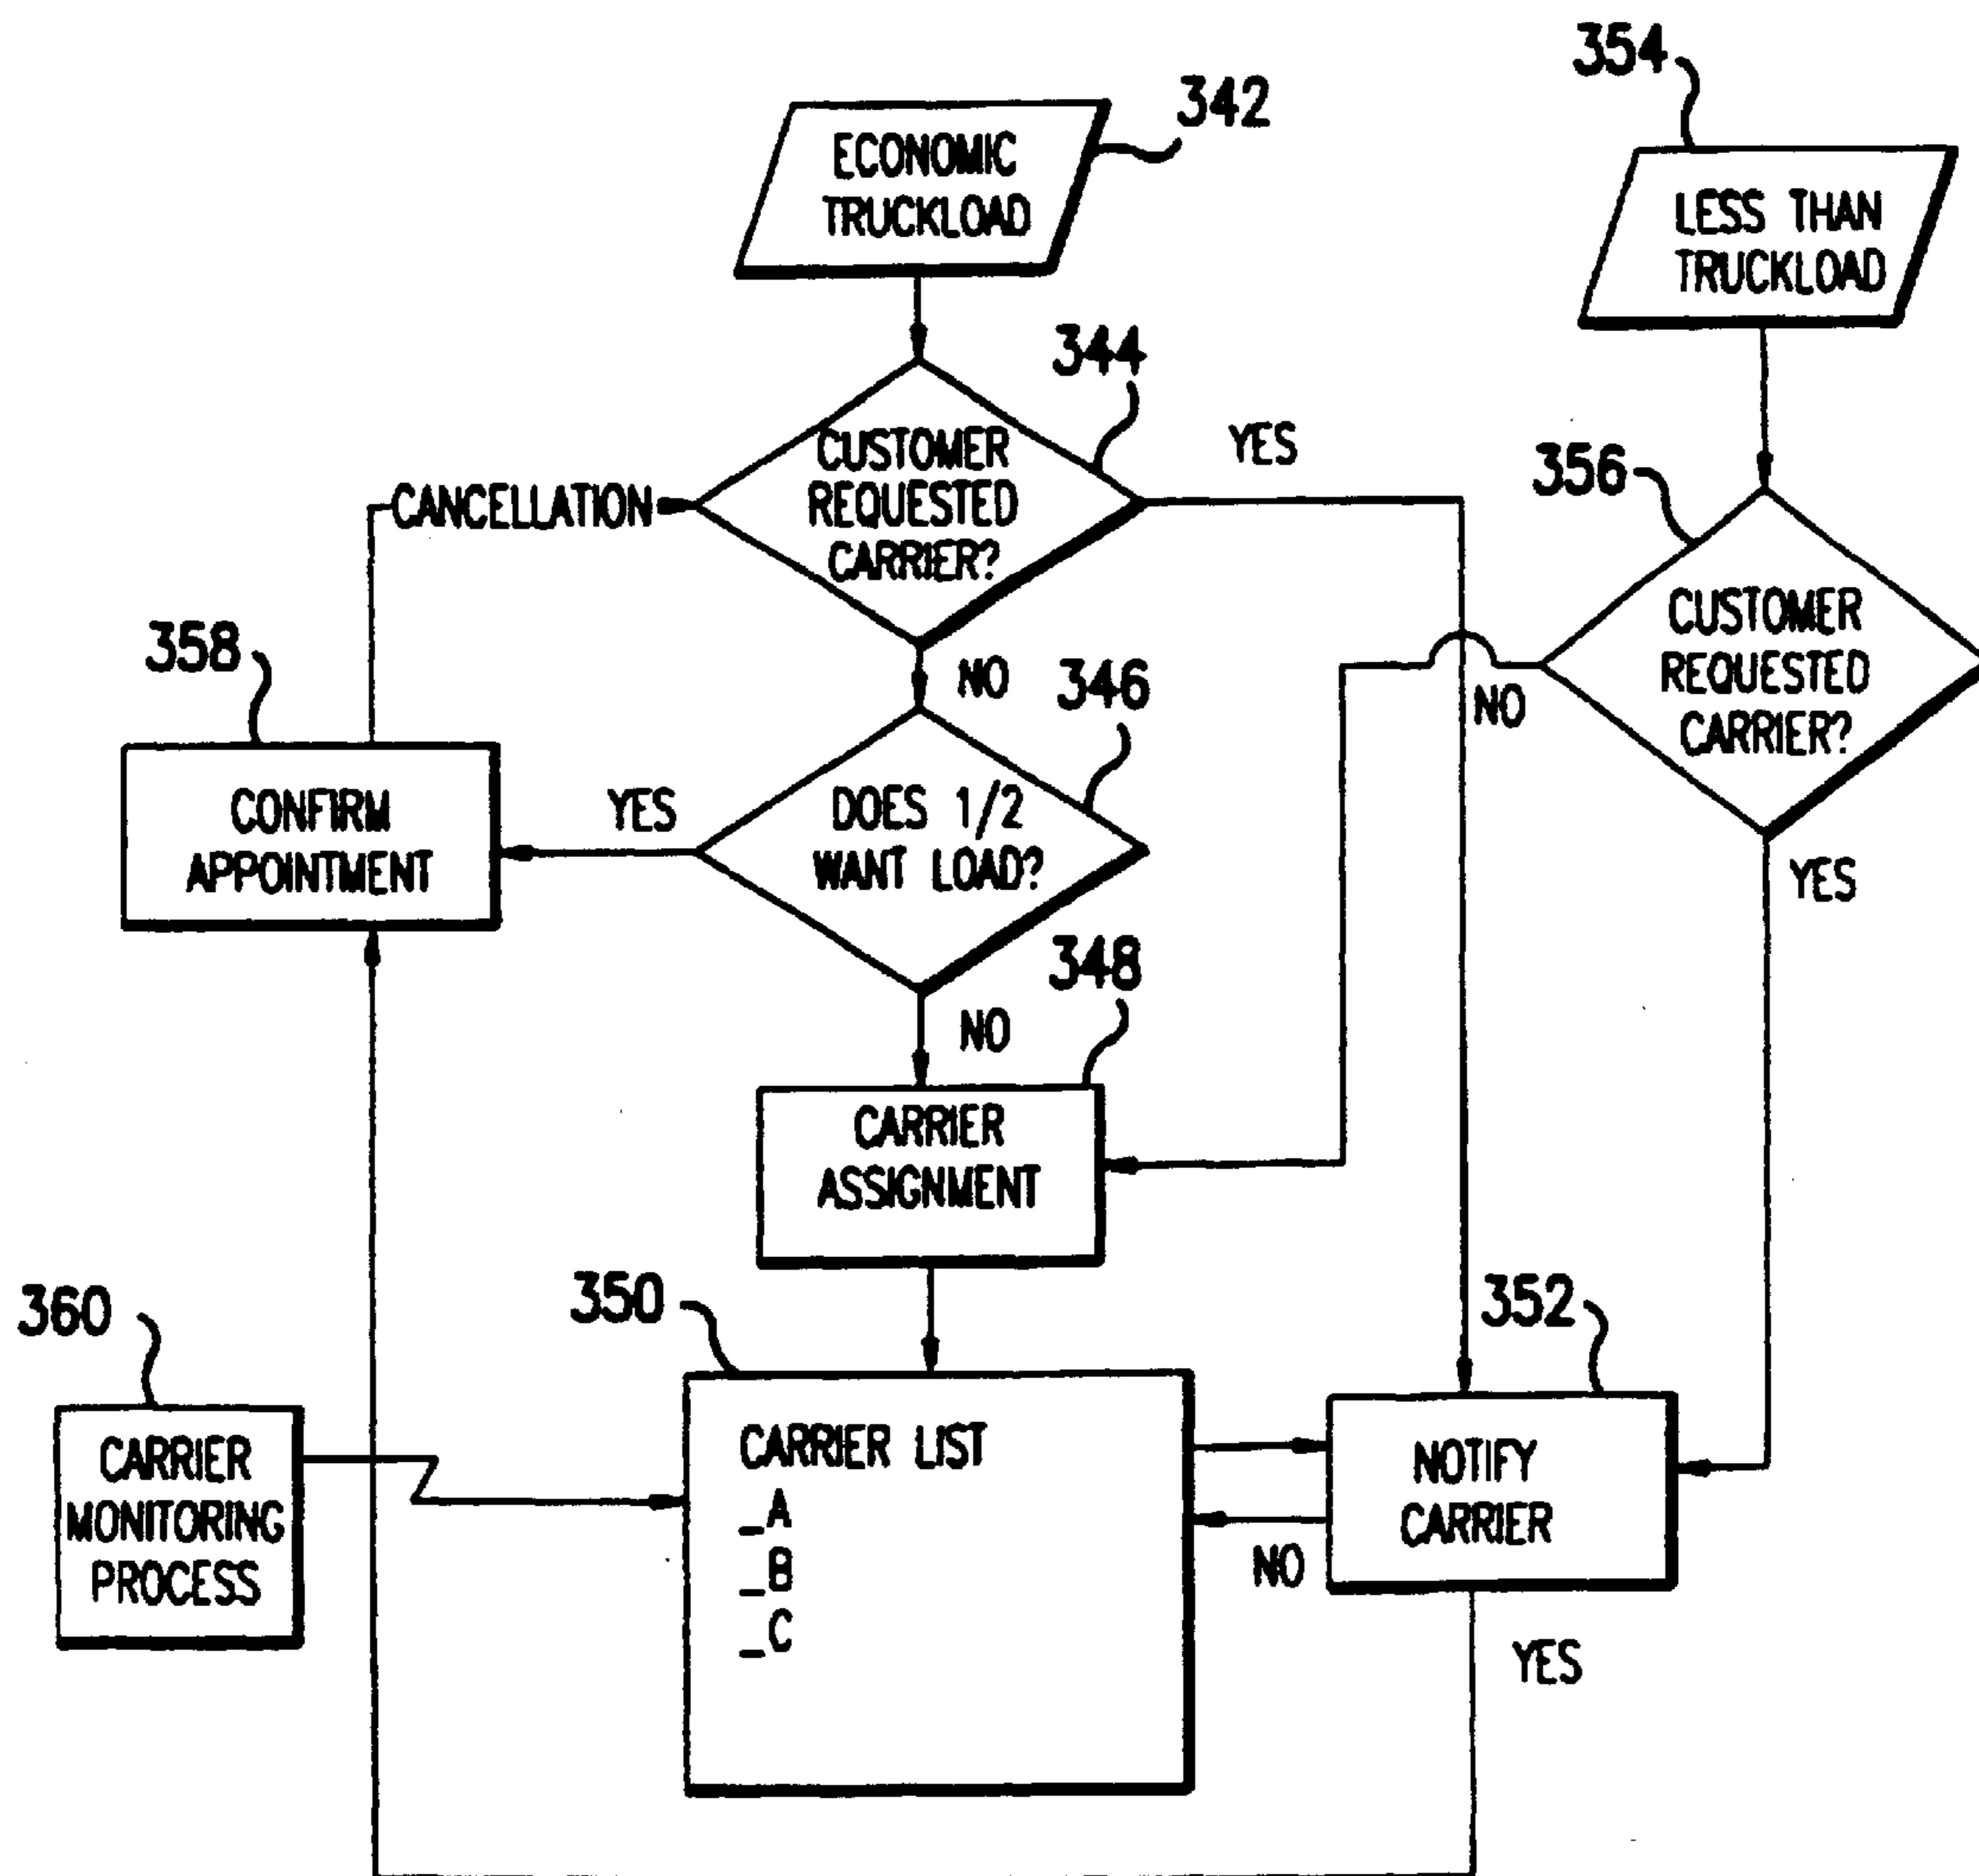 354
342
ECONOMIC
TRUCKLOAD
LESS THAN
TRUCKLOAD
344
CUSTOMER
REQUESTED
CARRIER?
YES
356
CANCELLATION
CUSTOMER
REQUESTED
CARRIER?
358
NO
346
NO
CONFIRM
APPOINTMENT
YES
DOES 1/2
WANT LOAD?
YES
348
NO
CARRIER
ASSIGNMENT
360
350
352
CARRIER
MONITORING
PROCESS
CARRIER LIST
_A
_B
_C
NOTIFY
CARRIER
NO
YES